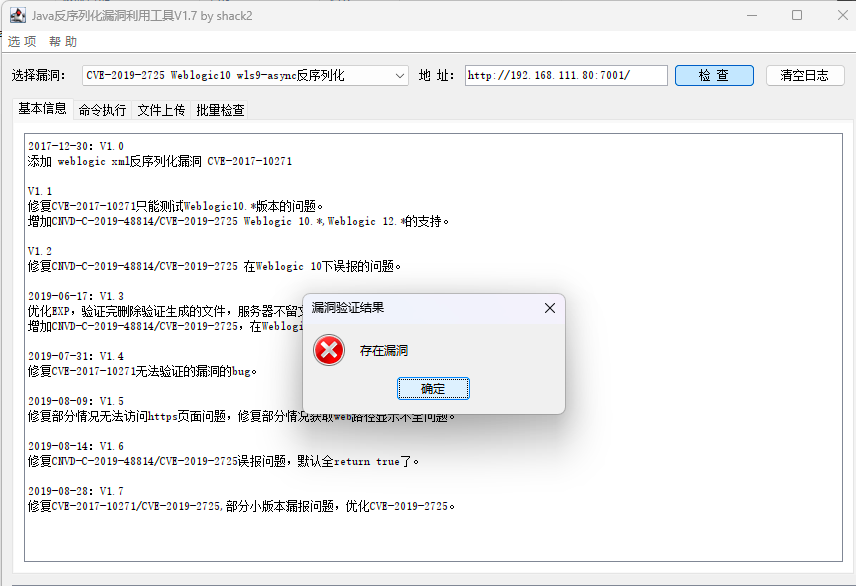 Java反序列化漏洞利用工具V1.7 by shack2
选项 帮助
选择漏洞： CVE-2019-2725 Weblogic10 wls9-async反序列化 地 址： http://192.168.111.80:7001/ 检 查 清空日志
基本信息 命令执行 文件上传 批量检查
2017-12-30：V1.0
添加 weblogic xml反序列化漏洞 CVE-2017-10271
V1.1
修复CVE-2017-10271只能测试Weblogic10.*版本的问题。
增加CNVD-C-2019-48814/CVE-2019-2725 Weblogic 10.*,Weblogic 12.*的支持。
V1.2
修复CNVD-C-2019-48814/CVE-2019-2725 在Weblogic 10下误报的问题。
2019-06-17：V1.3
优化EXP，验证完删除验证生成的文件，服务器不留
增加CNVD-C-2019-48814/CVE-2019-2725，在Weblogi
2019-07-31：V1.4
修复CVE-2017-10271无法验证的漏洞的bug。
2019-08-09：V1.5
修复部分情况无法访问https页面问题，修复部分情况获取web路径显示不全问题。
2019-08-14：V1.6
修复CNVD-C-2019-48814/CVE-2019-2725误报问题，默认全return true了。
2019-08-28：V1.7
修复CVE-2017-10271/CVE-2019-2725,部分小版本漏报问题，优化CVE-2019-2725。
漏洞验证结果
存在漏洞
确定